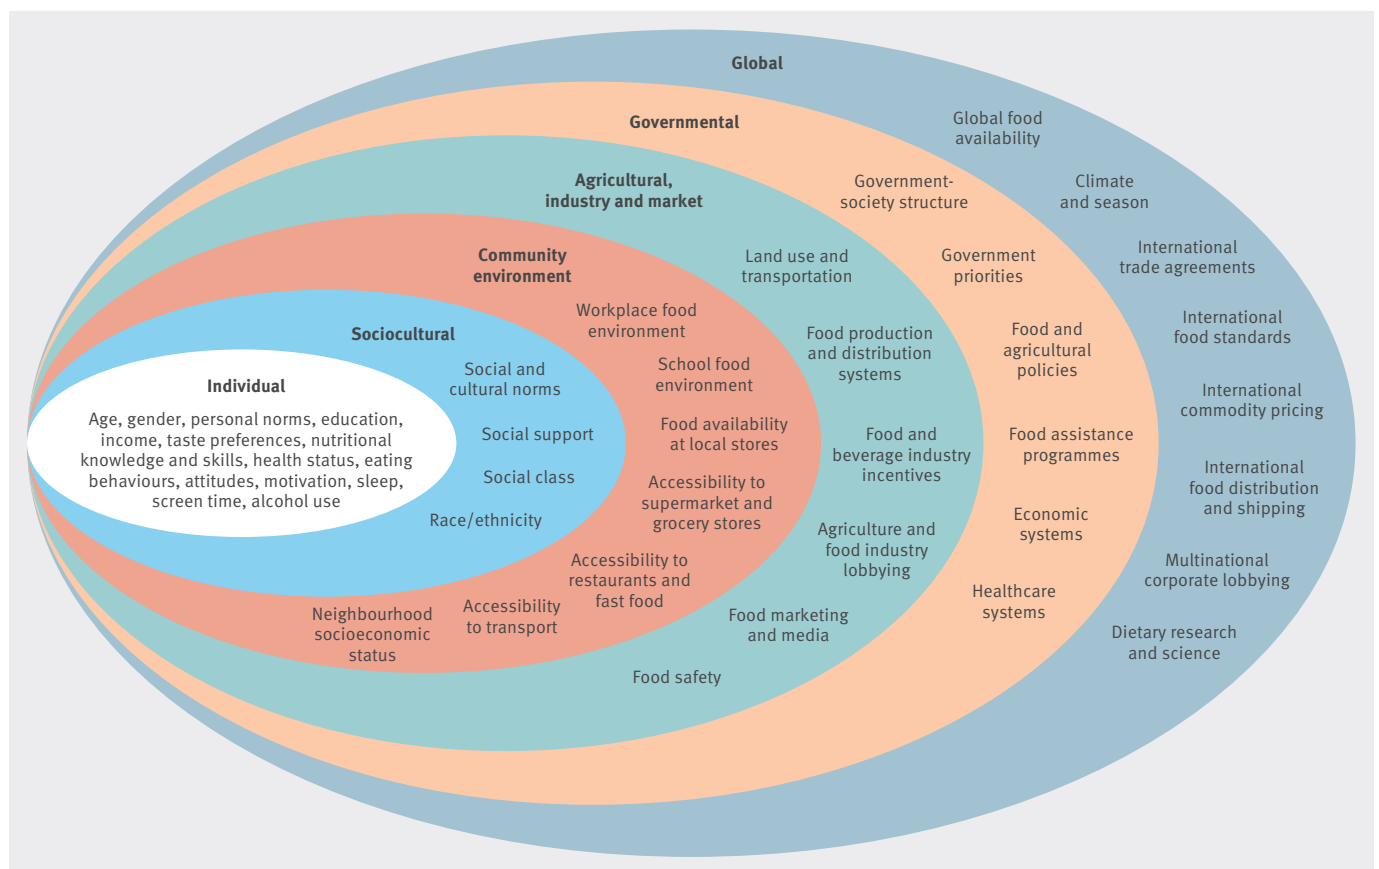 Global
Global food
availability
Climate
and season
International
trade agreements
International
food standards
International
commodity pricing
International
food distribution
and shipping
Multinational
corporate lobbying
Dietary research
and science
Governmental
Government-
society structure
Government
priorities
Food and
agricultural
policies
Food assistance
programmes
Economic
systems
Healthcare
systems
Agricultural,
industry and market
Land use and
transportation
Food production
and distribution
systems
Food and
beverage industry
incentives
Agriculture and
food industry
lobbying
Food marketing
and media
Food safety
Community
environment
Workplace food
environment
School food
environment
Food availability
at local stores
Accessibility to
supermarket and
grocery stores
Accessibility to
restaurants and
fast food
Accessibility
to transport
Neighbourhood
socioeconomic
status
Sociocultural
Social and
cultural norms
Social support
Social class
Race/ethnicity
Individual
Age, gender, personal norms, education,
income, taste preferences, nutritional
knowledge and skills, health status, eating
behaviours, attitudes, motivation, sleep,
screen time, alcohol use